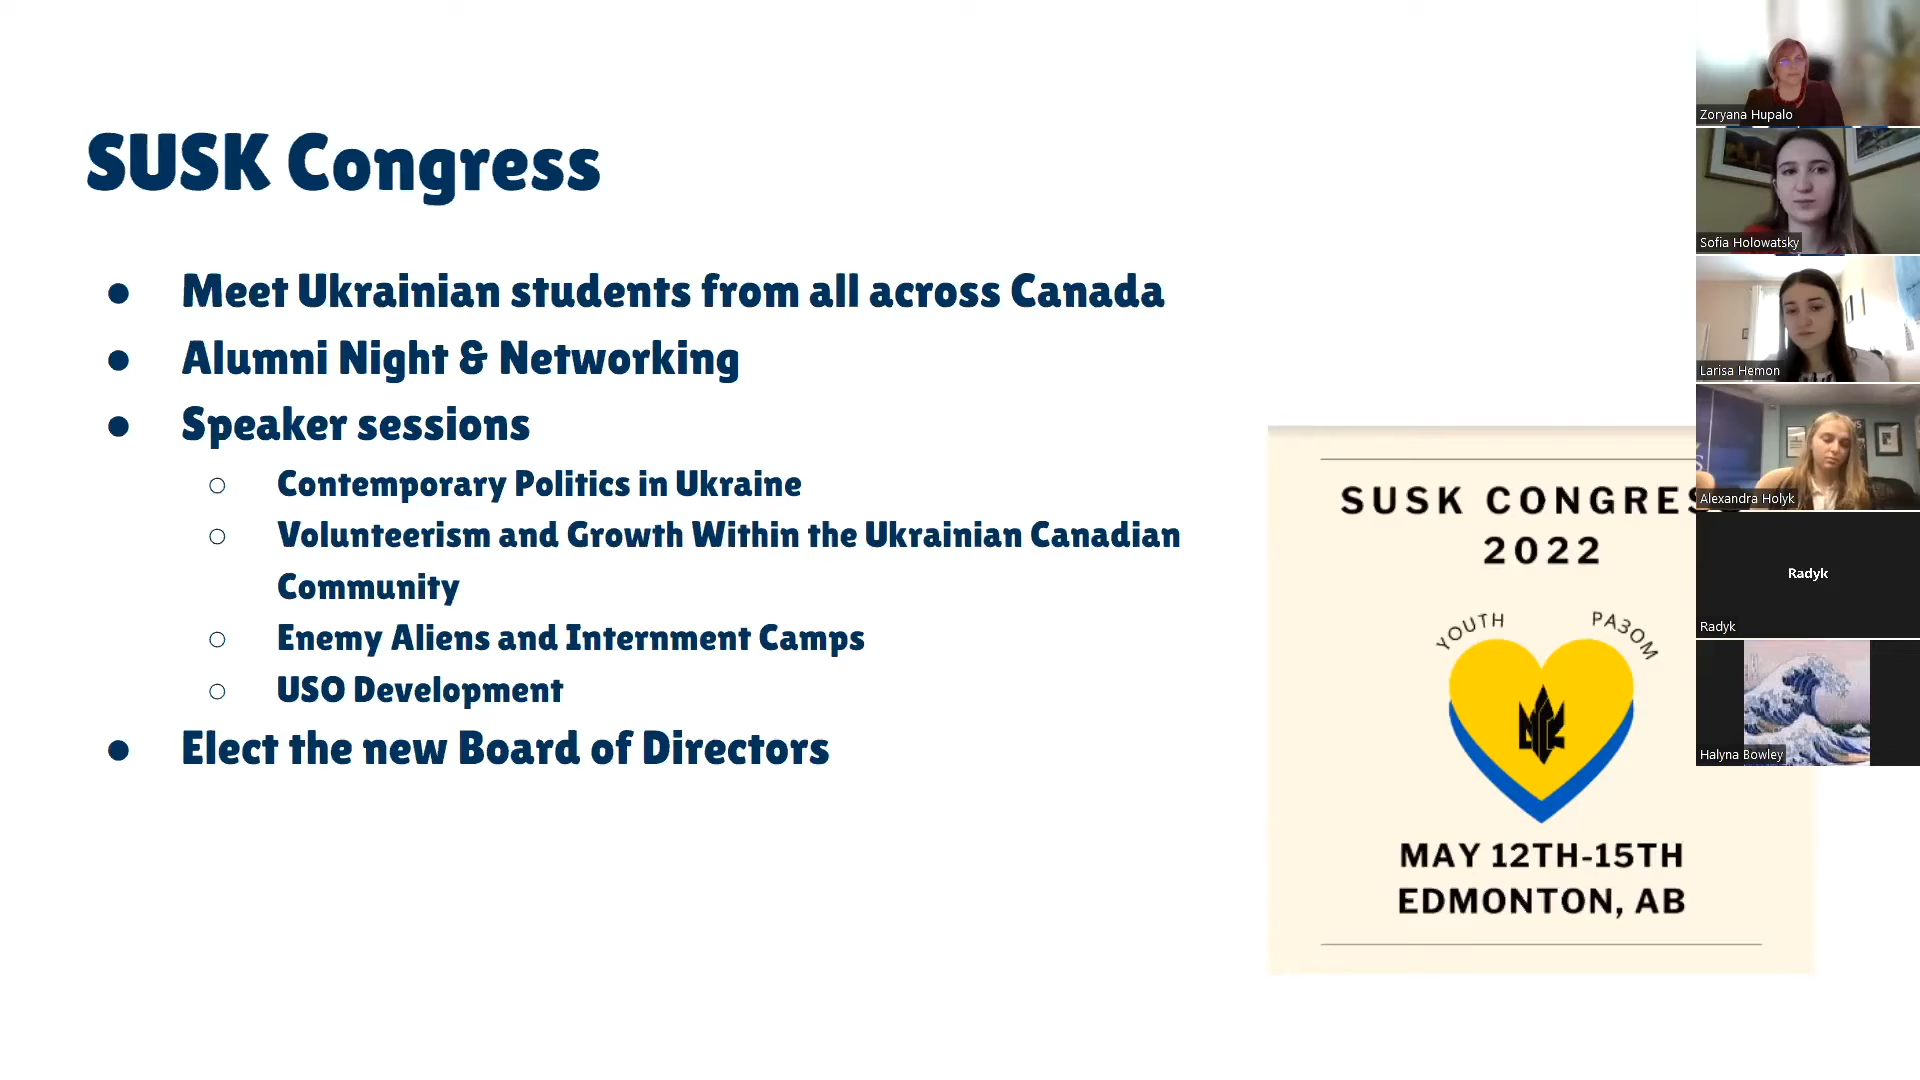 SUSK Congress
● Meet Ukrainian students from all across Canada
● Alumni Night & Networking
● Speaker sessions
○ Contemporary Politics in Ukraine
○ Volunteerism and Growth Within the Ukrainian Canadian
Community
○ Enemy Aliens and Internment Camps
○ USO Development
● Elect the new Board of Directors
SUSK CONGRES
2022
YOUTH РАЗОМ
MAY 12TH-15TH
EDMONTON, AB
Zoryana Hupalo
Sofia Holowatsky
Larisa Hemon
Alexandra Holyk
Radyk
Radyk
Halyna Bowley